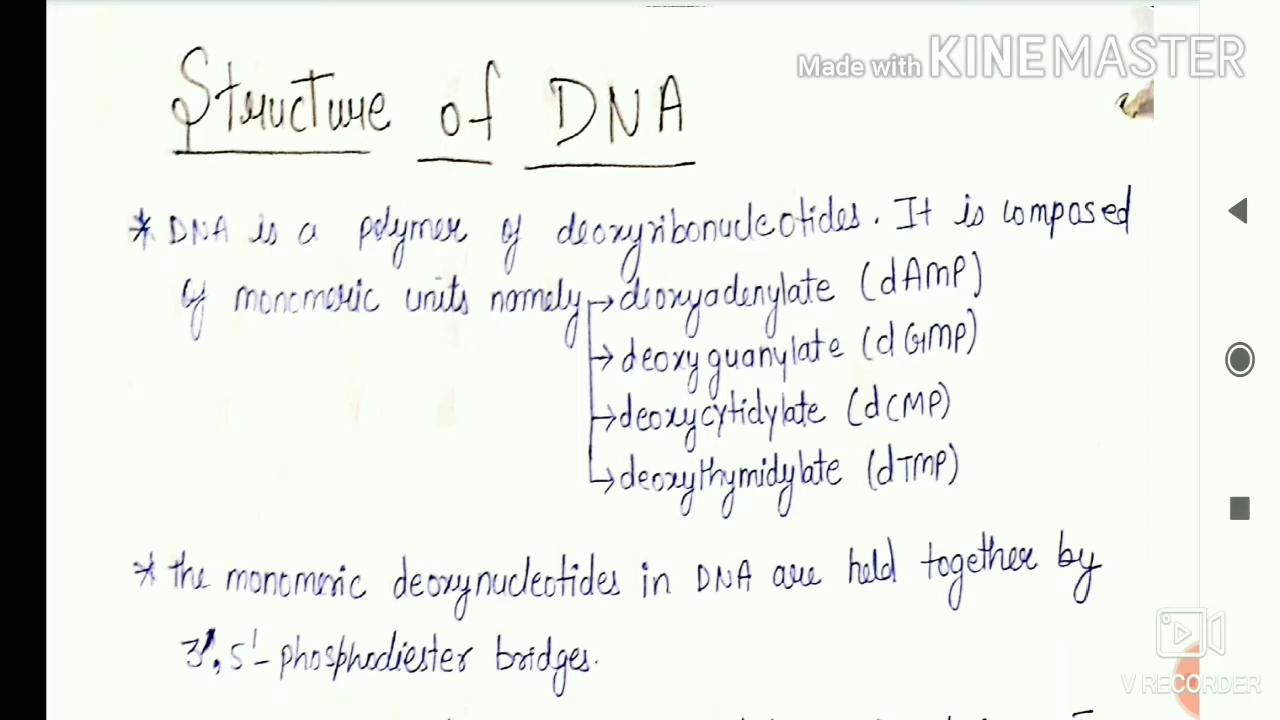 Made with KINEMASTER
Structure of DNA
* DNA is a polymer of deoxyribonucleotides. It is composed
of monomeric units namely → deoxyadenylate (dAMP)
→ deoxyguanylate (dGMP)
→ deoxycytidylate (dCMP)
→ deoxythymidylate (dTMP)
* the monomeric deoxynucleotides in DNA are held together by
3', 5'- phosphodiester bridges.
V RECORDER